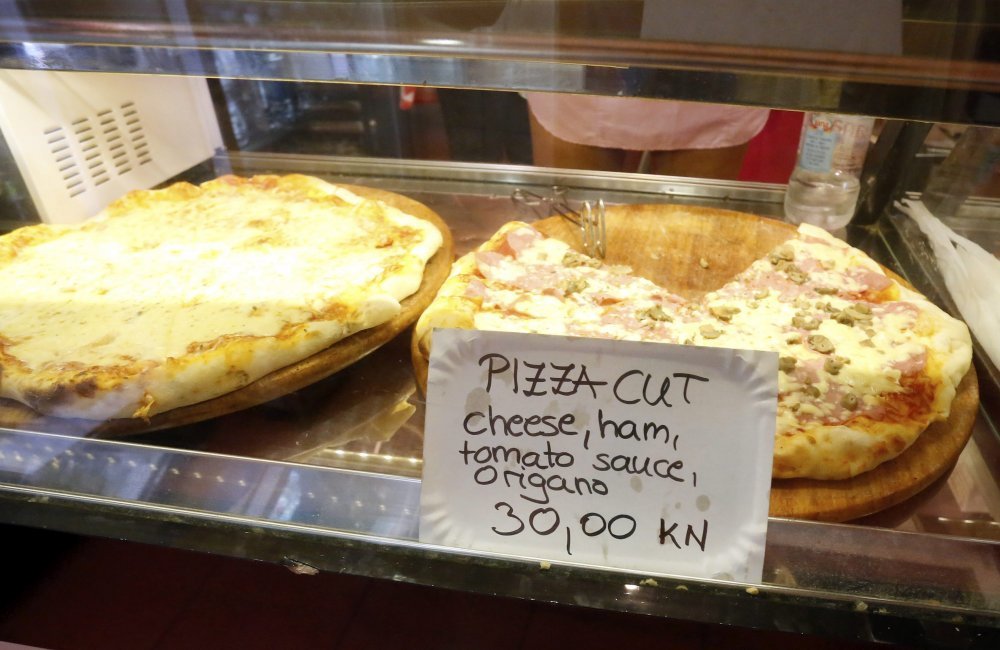 PIZZA CUT
cheese, ham,
tomato sauce,
origano
30,00 KN